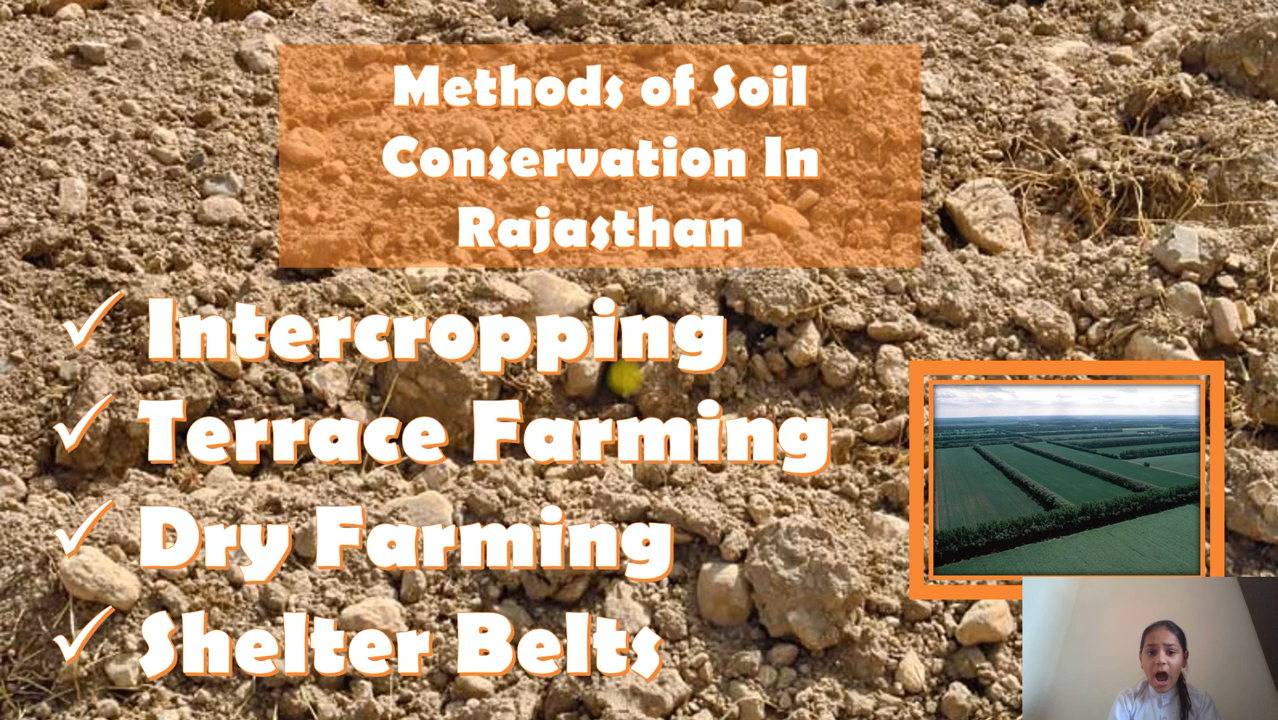 Methods of Soil
Conservation In
Rajasthan
✓ Intercropping
✓ Terrace Farming
✓ Dry Farming
✓ Shelter Belts